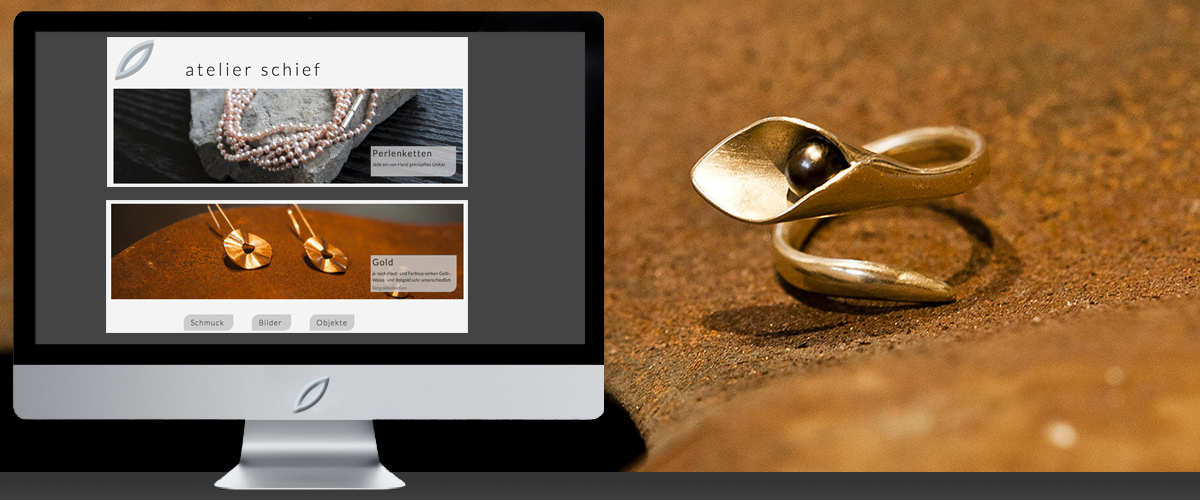 atelier schief
Perlenketten
Jede ein von Hand geknüpftes Unikat
Gold
Je nach Haut- und Farbtyp wirken Gelb-,
Weiss- und Rotgold sehr unterschiedlich
Schmuck
Bilder
Objekte